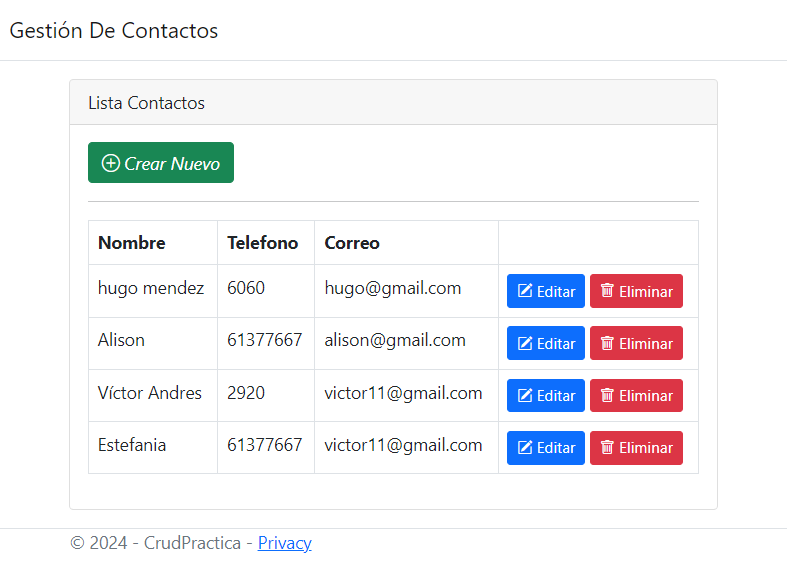 Gestión De Contactos
Lista Contactos
Crear Nuevo
Nombre Telefono Correo
hugo mendez 6060 hugo@gmail.com Editar Eliminar
Alison 61377667 alison@gmail.com Editar Eliminar
Víctor Andres 2920 victor11@gmail.com Editar Eliminar
Estefania 61377667 victor11@gmail.com Editar Eliminar
© 2024 - CrudPractica - Privacy